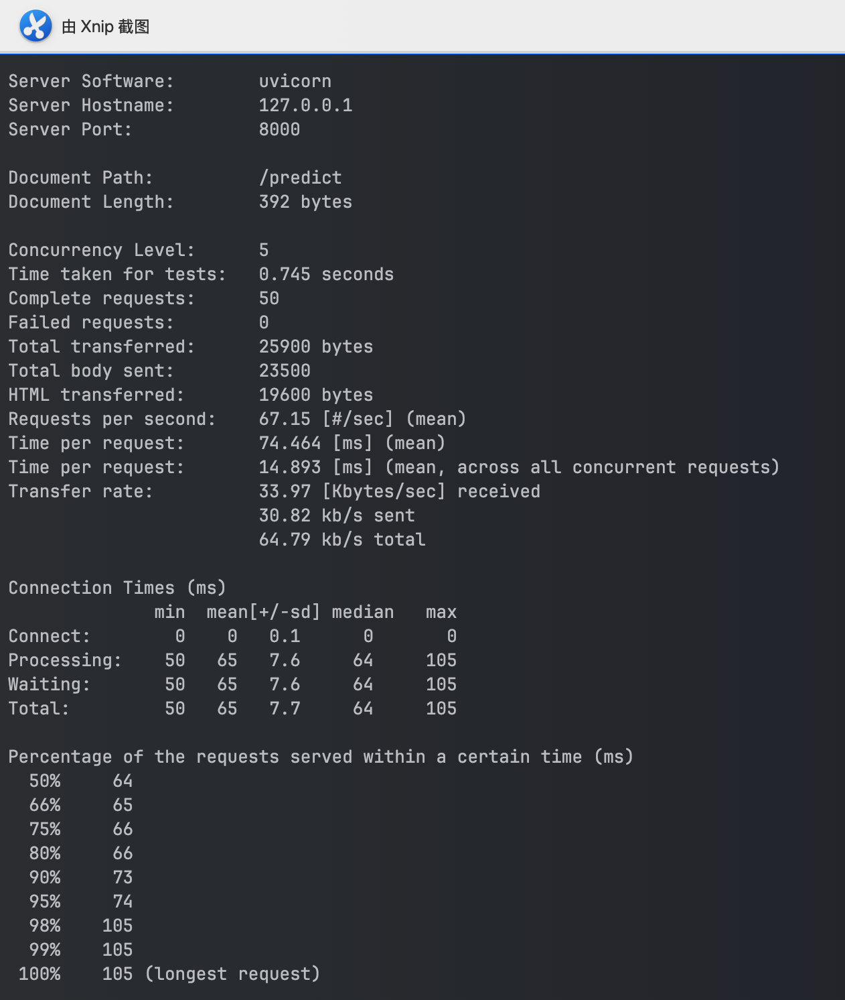 由 Xnip 截图
Server Software:        uvicorn
Server Hostname:        127.0.0.1
Server Port:            8000
Document Path:          /predict
Document Length:        392 bytes
Concurrency Level:      5
Time taken for tests:   0.745 seconds
Complete requests:      50
Failed requests:        0
Total transferred:      25900 bytes
Total body sent:        23500
HTML transferred:       19600 bytes
Requests per second:    67.15 [#/sec] (mean)
Time per request:       74.464 [ms] (mean)
Time per request:       14.893 [ms] (mean, across all concurrent requests)
Transfer rate:          33.97 [Kbytes/sec] received
                        30.82 kb/s sent
                        64.79 kb/s total
Connection Times (ms)
              min  mean[+/-sd] median   max
Connect:        0    0   0.1      0       0
Processing:    50   65   7.6     64     105
Waiting:       50   65   7.6     64     105
Total:         50   65   7.7     64     105
Percentage of the requests served within a certain time (ms)
  50%     64
  66%     65
  75%     66
  80%     66
  90%     73
  95%     74
  98%    105
  99%    105
 100%    105 (longest request)